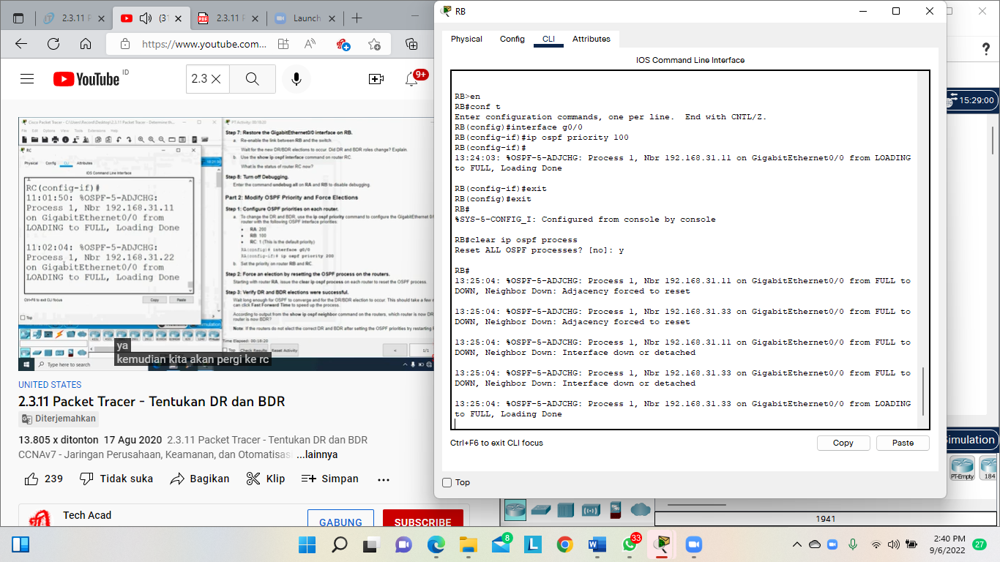 2.3.11 P
(31
2.3.11 P
Launch
https://www.youtube.com...
YouTube ID
2.3
9+
Cisco Packet Tracer - C:\Users\Record\Desktop\2.3.11 Packet Tracer - Determine th...
PT Activity: 00:18:20
File Edit Options View Tools Extensions Help
RC
Physical Config CLI Attributes
IOS Command Line Interface
RC(config-if)#
11:01:50: %OSPF-5-ADJCHG:
Process 1, Nbr 192.168.31.11
on GigabitEthernet0/0 from
LOADING to FULL, Loading Done
11:02:04: %OSPF-5-ADJCHG:
Process 1, Nbr 192.168.31.22
on GigabitEthernet0/0 from
LOADING to FULL, Loading Done
Ctrl+F6 to exit CLI focus
Copy
Paste
Top
Step 7: Restore the GigabitEthernet0/0 interface on RB.
a. Re-enable the link between RB and the switch.
Wait for the new DR/BDR elections to occur. Did DR and BDR roles change? Explain.
b. Use the show ip ospf interface command on router RC.
What is the status of router RC now?
Step 8: Turn off Debugging.
Enter the command undebug all on RA and RB to disable debugging.
Part 2: Modify OSPF Priority and Force Elections
Step 1: Configure OSPF priorities on each router.
a. To change the DR and BDR, use the ip ospf priority command to configure the GigabitEthernet 0/
router with the following OSPF interface priorities:
• RA: 200
• RB: 100
• RC: 1 (This is the default priority)
RA(config)# interface g0/0
RA(config-if)# ip ospf priority 200
b. Set the priority on router RB and RC.
Step 2: Force an election by resetting the OSPF process on the routers.
Starting with router RA, issue the clear ip ospf process on each router to reset the OSPF process.
Step 3: Verify DR and BDR elections were successful.
Wait long enough for OSPF to converge and for the DR/BDR election to occur. This should take a few
can click Fast Forward Time to speed up the process.
According to output from the show ip ospf neighbor command on the routers, which router is now DR
router is now BDR?
Note: If the routers do not elect the correct DR and BDR after setting the OSPF priorities try restarting
Time Elapsed: 00:18:20
Top
Check Results
Reset Activity
<
1/1
Type here to search
ya
kemudian kita akan pergi ke rc
UNITED STATES
2.3.11 Packet Tracer - Tentukan DR dan BDR
Diterjemahkan
13.805 x ditonton 17 Agu 2020 2.3.11 Packet Tracer - Tentukan DR dan BDR
CCNAv7 - Jaringan Perusahaan, Keamanan, dan Otomatisasi ...lainnya
239
Tidak suka
Bagikan
Klip
Simpan
Tech Acad
GABUNG
SUBSCRIBE
RB
Physical Config CLI Attributes
IOS Command Line Interface
RB>en
RB#conf t
Enter configuration commands, one per line. End with CNTL/Z.
RB(config)#interface g0/0
RB(config-if)#ip ospf priority 100
RB(config-if)#
13:24:03: %OSPF-5-ADJCHG: Process 1, Nbr 192.168.31.11 on GigabitEthernet0/0 from LOADING
to FULL, Loading Done
RB(config-if)#exit
RB(config)#exit
RB#
%SYS-5-CONFIG_I: Configured from console by console
RB#clear ip ospf process
Reset ALL OSPF processes? [no]: y
RB#
13:25:04: %OSPF-5-ADJCHG: Process 1, Nbr 192.168.31.11 on GigabitEthernet0/0 from FULL to
DOWN, Neighbor Down: Adjacency forced to reset
13:25:04: %OSPF-5-ADJCHG: Process 1, Nbr 192.168.31.33 on GigabitEthernet0/0 from FULL to
DOWN, Neighbor Down: Adjacency forced to reset
13:25:04: %OSPF-5-ADJCHG: Process 1, Nbr 192.168.31.11 on GigabitEthernet0/0 from FULL to
DOWN, Neighbor Down: Interface down or detached
13:25:04: %OSPF-5-ADJCHG: Process 1, Nbr 192.168.31.33 on GigabitEthernet0/0 from FULL to
DOWN, Neighbor Down: Interface down or detached
13:25:04: %OSPF-5-ADJCHG: Process 1, Nbr 192.168.31.33 on GigabitEthernet0/0 from LOADING
to FULL, Loading Done
Ctrl+F6 to exit CLI focus
Copy
Paste
Top
?
15:29:00
Simulation
PT-Empty
184
1941
8
33
2:40 PM
9/6/2022
27